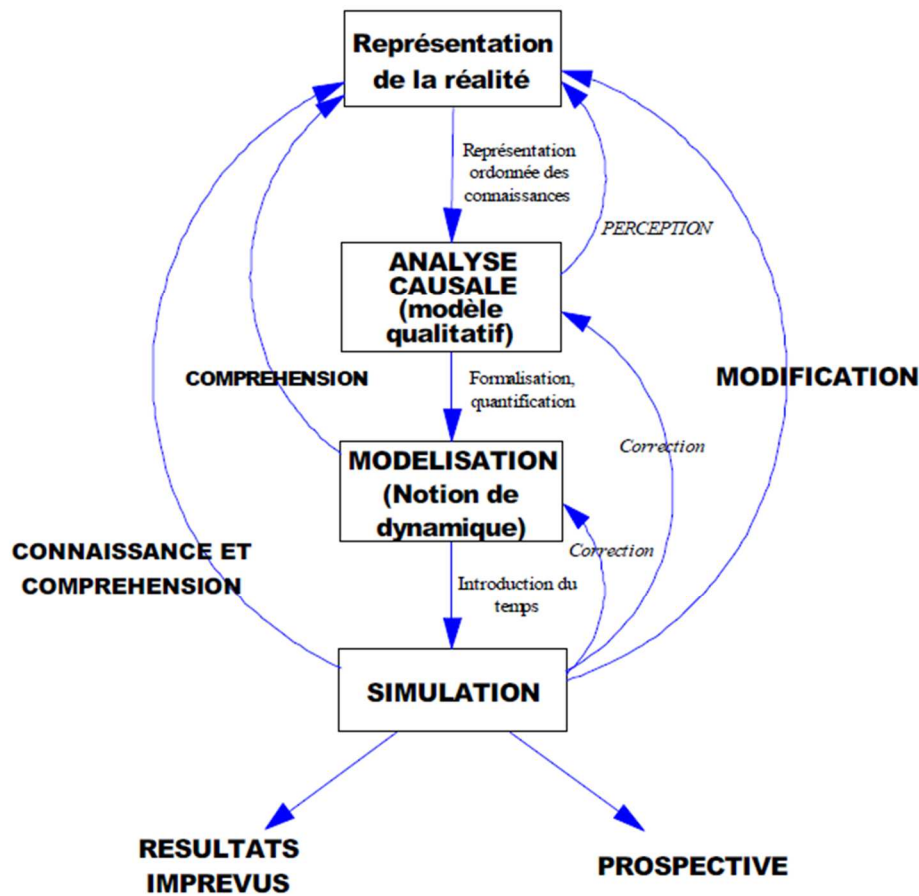 Représentation
de la réalité
Représentation
ordonnée des
connaissances
PERCEPTION
ANALYSE
CAUSALE
(modèle
qualitatif)
COMPREHENSION
Formalisation,
quantification
MODIFICATION
Correction
MODELISATION
(Notion de
dynamique)
CONNAISSANCE ET
COMPREHENSION
Correction
Introduction du
temps
SIMULATION
RESULTATS
IMPREVUS
PROSPECTIVE